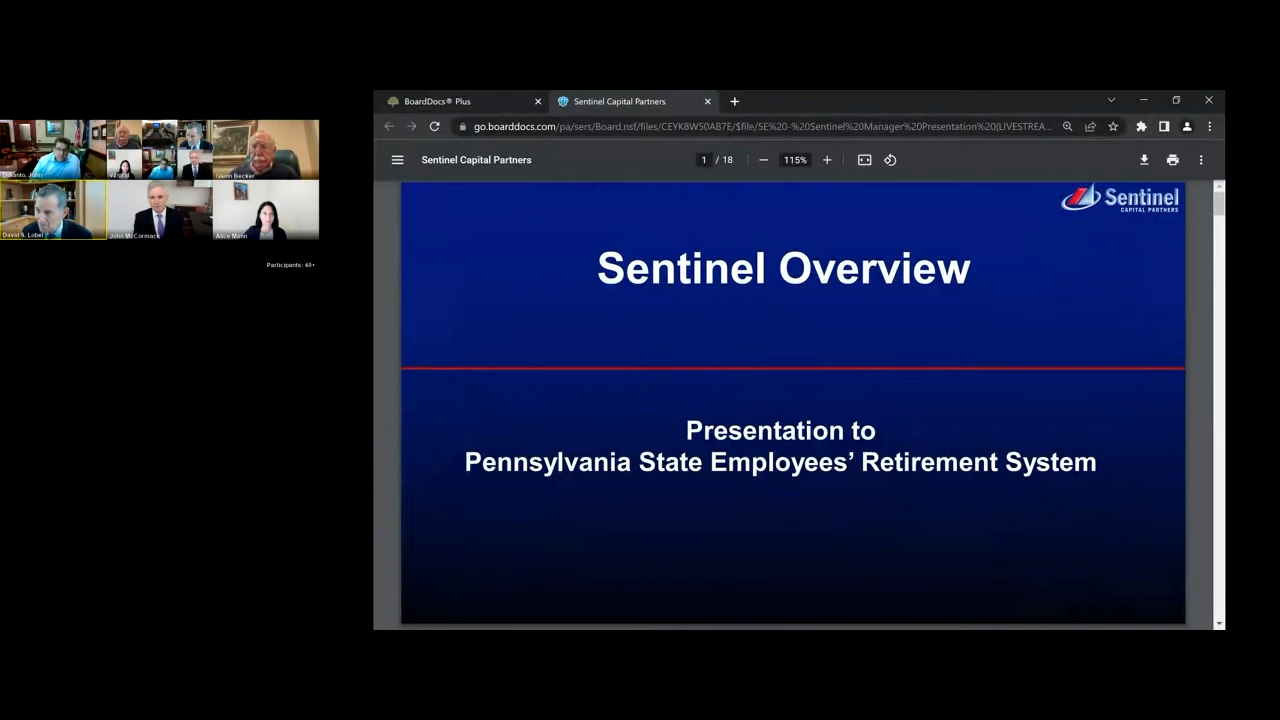 DiSanto, John
Glenn Becker
David S. Lobel
John McCormack
Alice Mann
Participants: 40+
BoardDocs® Plus
Sentinel Capital Partners
go.boarddocs.com/pa/sers/Board.nsf/files/CEYK8W50AB7E/$file/5E%20-%20Sentinel%20Manager%20Presentation%20(LIVESTREA...
Sentinel Capital Partners
1 / 18
115%
Sentinel
CAPITAL PARTNERS
Sentinel Overview
Presentation to
Pennsylvania State Employees’ Retirement System